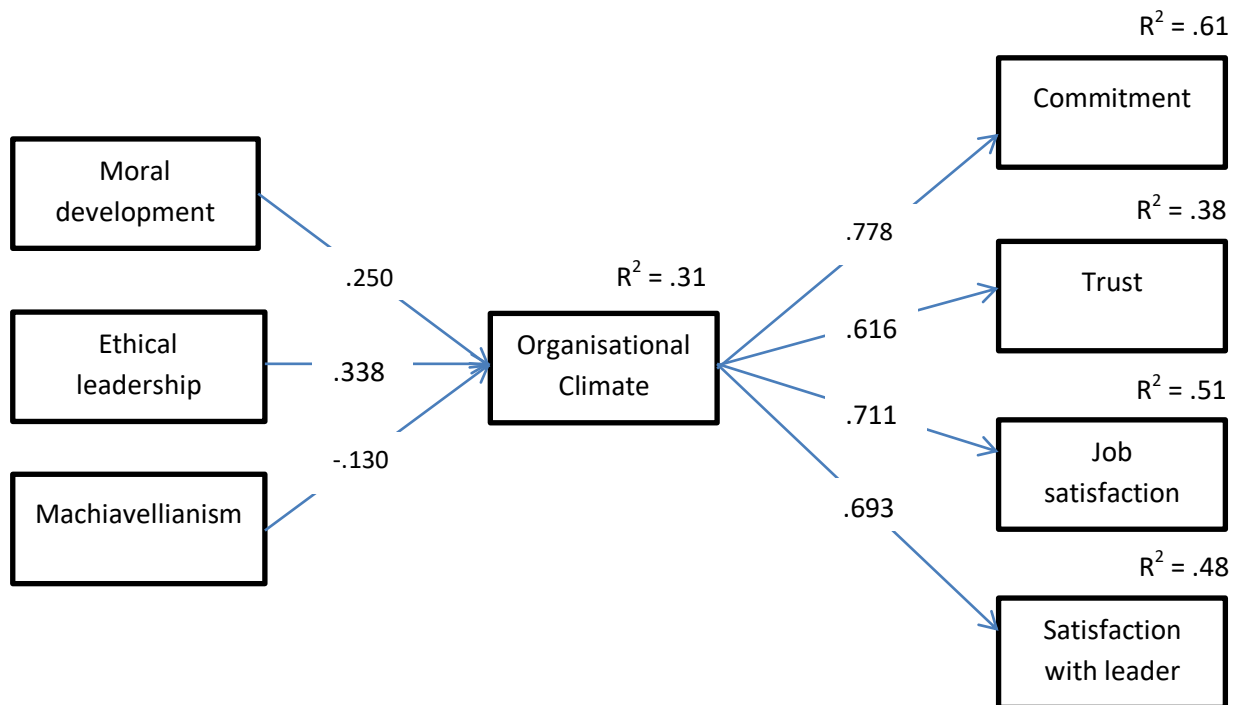 R² = .61
Commitment
Moral
development
.778
R² = .38
Trust
.250
R² = .31
Ethical
leadership
.338
Organisational
Climate
.616
R² = .51
.711
Job
satisfaction
-.130
Machiavellianism
.693
R² = .48
Satisfaction
with leader